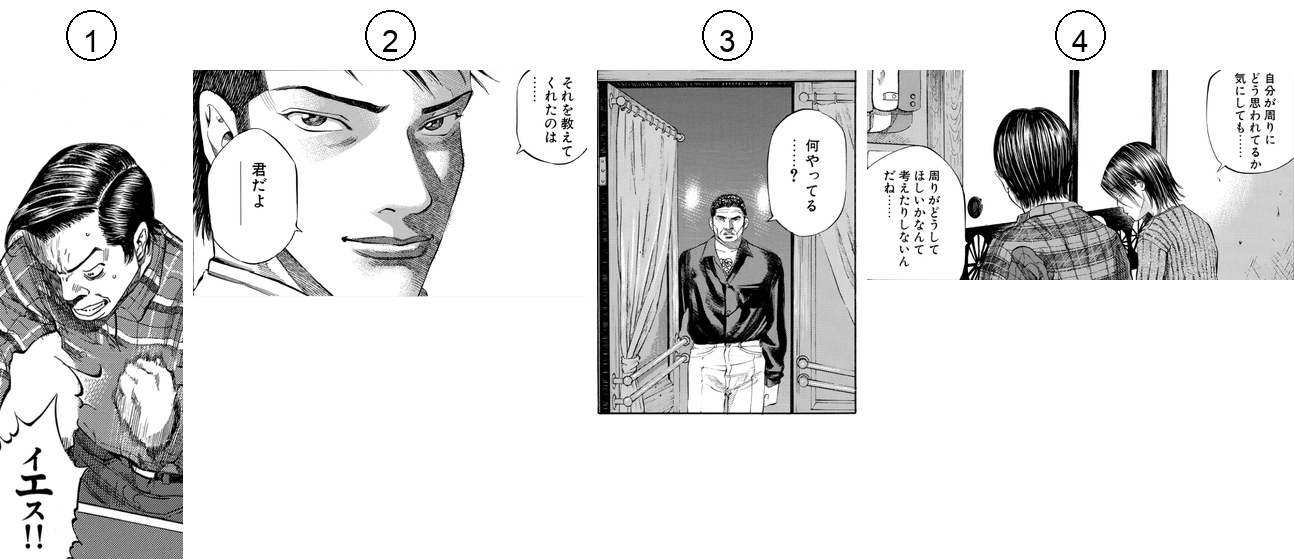 1
イエス!!
2
それを教えて
くれたのは
……
君だよ
――
3
何やってる
……?
4
自分が周りに
どう思われてるか
気にしても……
周りがどうして
ほしいかなんて
考えたりしないん
だね……